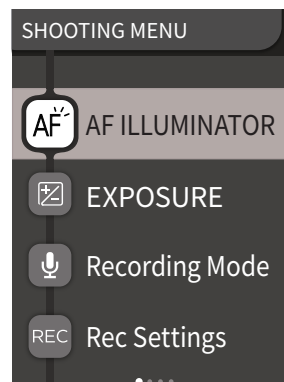 SHOOTING MENU
AF AF ILLUMINATOR
EXPOSURE
Recording Mode
REC Rec Settings